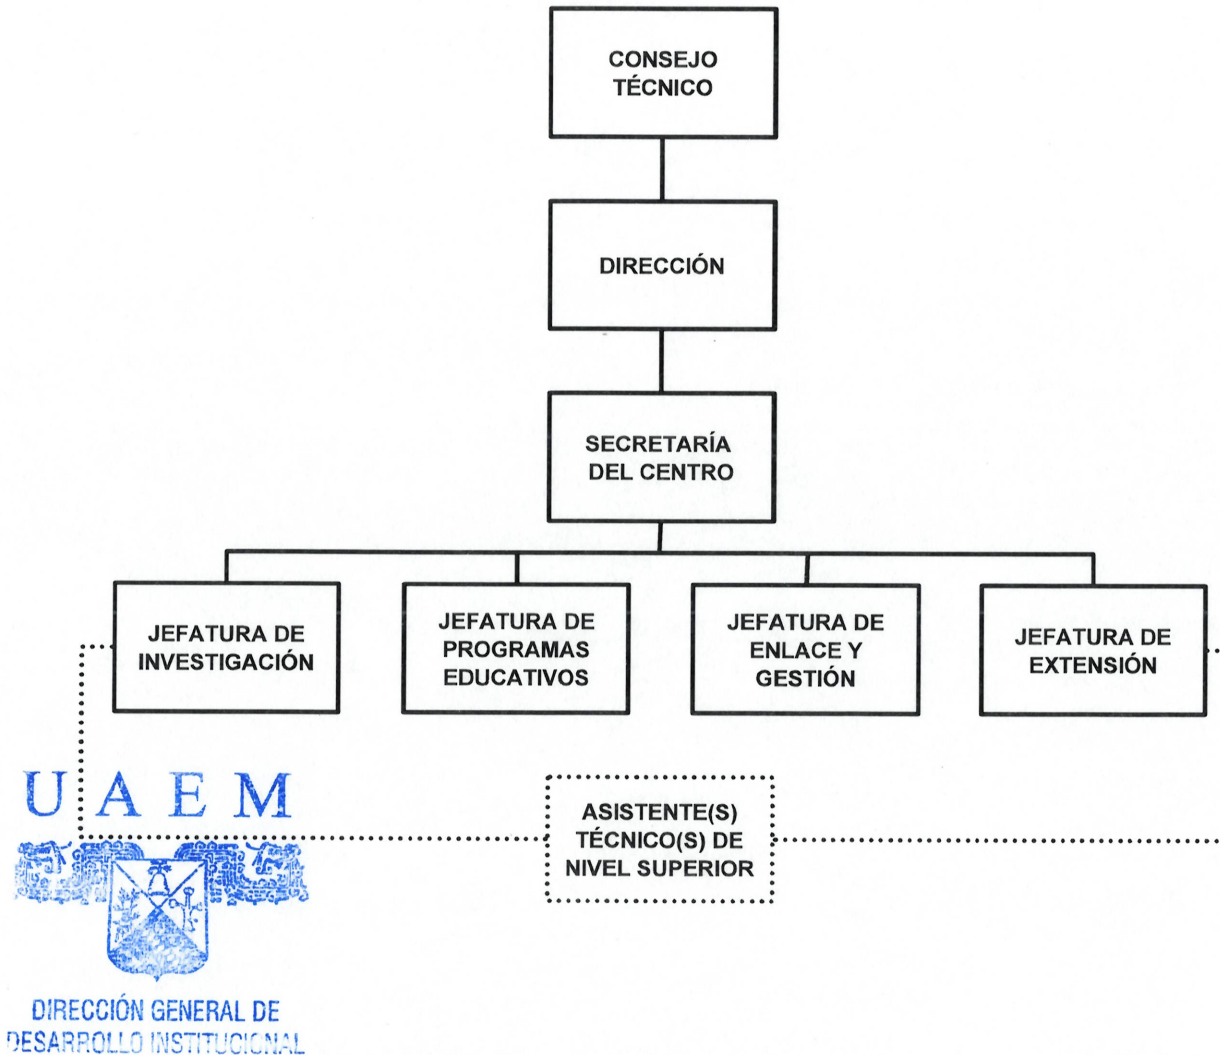 CONSEJO
TÉCNICO
DIRECCIÓN
SECRETARÍA
DEL CENTRO
JEFATURA DE
INVESTIGACIÓN
JEFATURA DE
PROGRAMAS
EDUCATIVOS
JEFATURA DE
ENLACE Y
GESTIÓN
JEFATURA DE
EXTENSIÓN
ASISTENTE(S)
TÉCNICO(S) DE
NIVEL SUPERIOR
U A E M
DIRECCIÓN GENERAL DE
DESARROLLO INSTITUCIONAL